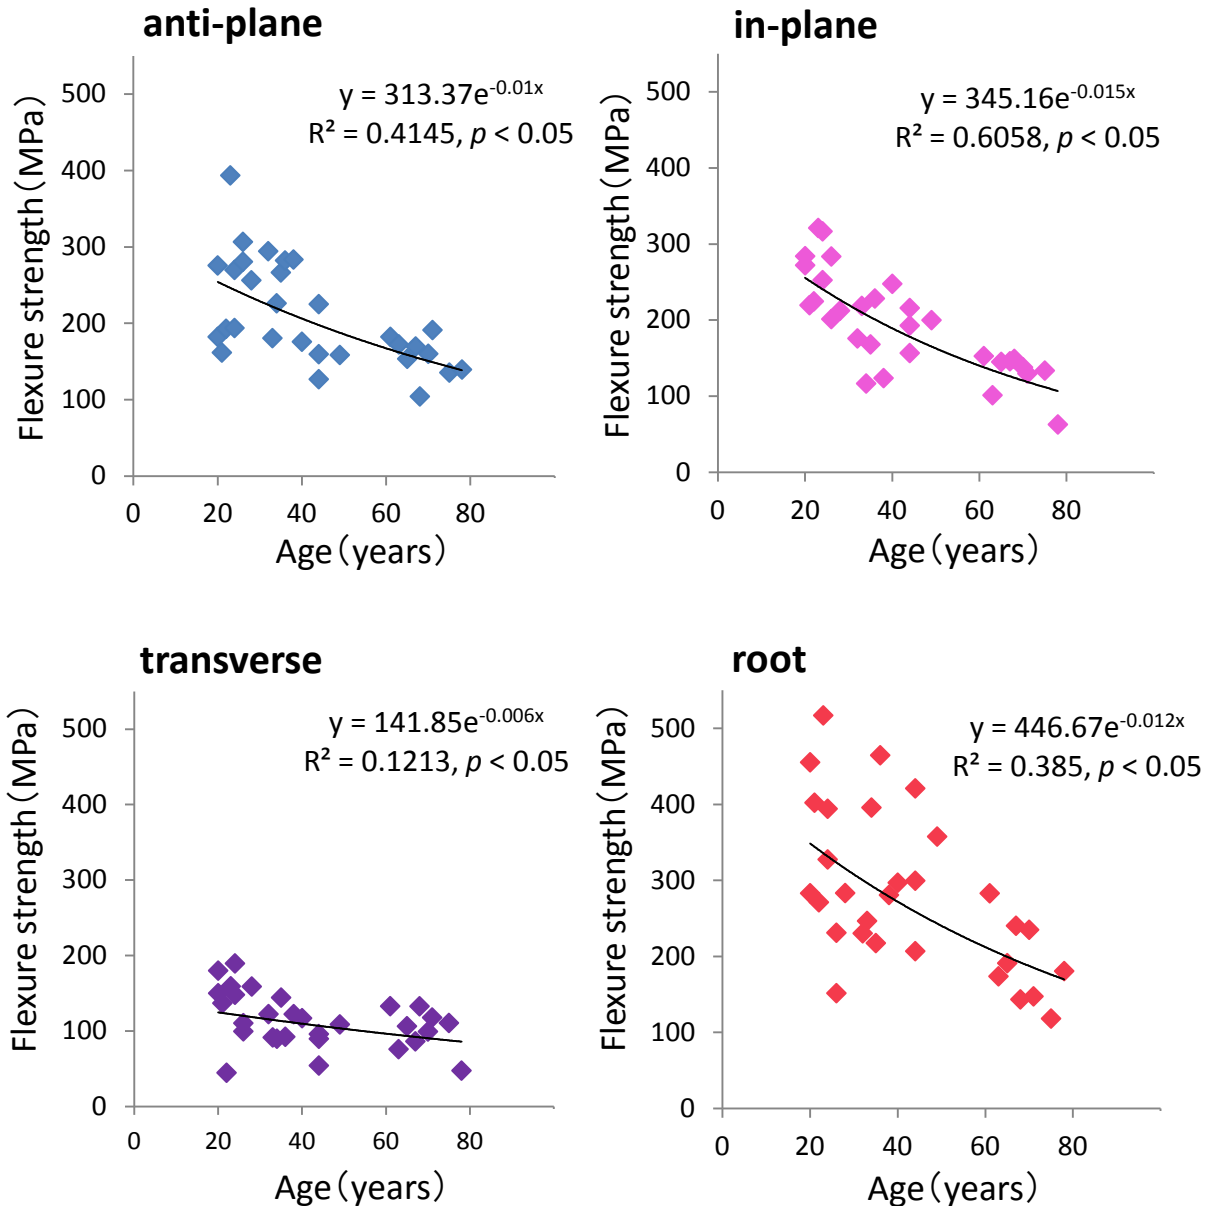 anti-plane
y = 313.37e^-0.01x
R² = 0.4145, p < 0.05
Flexure strength(MPa)
500
400
300
200
100
0
0 20 40 60 80
Age(years)
in-plane
y = 345.16e^-0.015x
R² = 0.6058, p < 0.05
Flexure strength(MPa)
500
400
300
200
100
0
0 20 40 60 80
Age(years)
transverse
y = 141.85e^-0.006x
R² = 0.1213, p < 0.05
Flexure strength(MPa)
500
400
300
200
100
0
0 20 40 60 80
Age(years)
root
y = 446.67e^-0.012x
R² = 0.385, p < 0.05
Flexure strength(MPa)
500
400
300
200
100
0
0 20 40 60 80
Age(years)